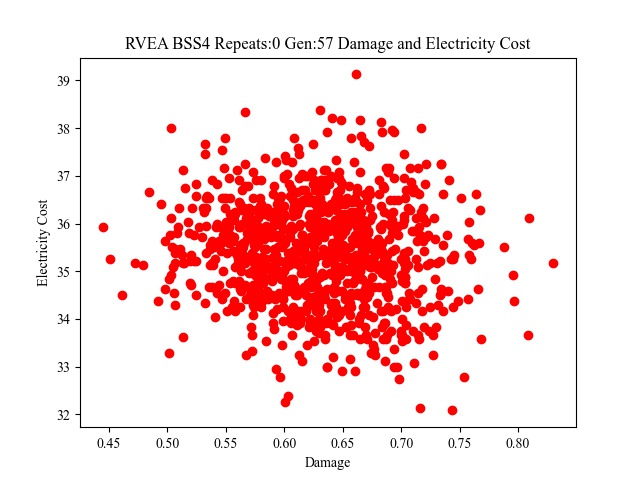 RVEA BSS4 Repeats:0 Gen:57 Damage and Electricity Cost
39
38
37
36
35
34
33
32
Electricity Cost
0.45 0.50 0.55 0.60 0.65 0.70 0.75 0.80
Damage